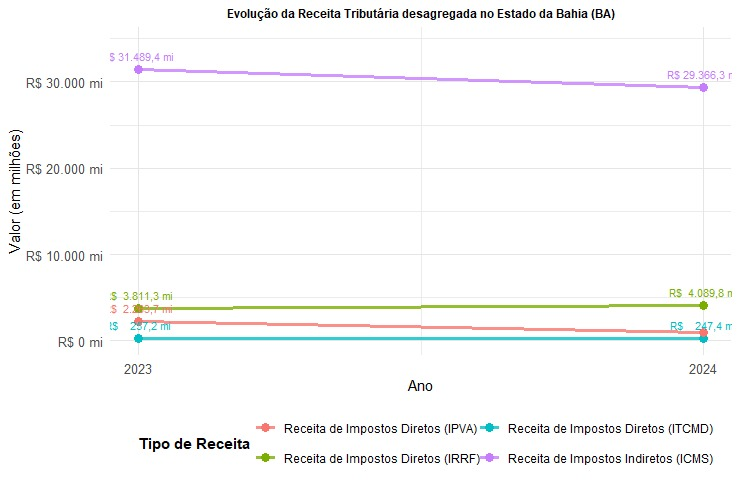 Evolução da Receita Tributária desagregada no Estado da Bahia (BA)
$ 31.489,4 mi
R$ 29.366,3 m
R$ 30.000 mi
R$ 20.000 mi
R$ 10.000 mi
R$ 0 mi
Valor (em milhões)
$ 3.811,3 mi
R$ 4.089,8 m
R$ 247,4 m
2023
2024
Ano
Tipo de Receita
Receita de Impostos Diretos (IPVA)
Receita de Impostos Diretos (ITCMD)
Receita de Impostos Diretos (IRRF)
Receita de Impostos Indiretos (ICMS)